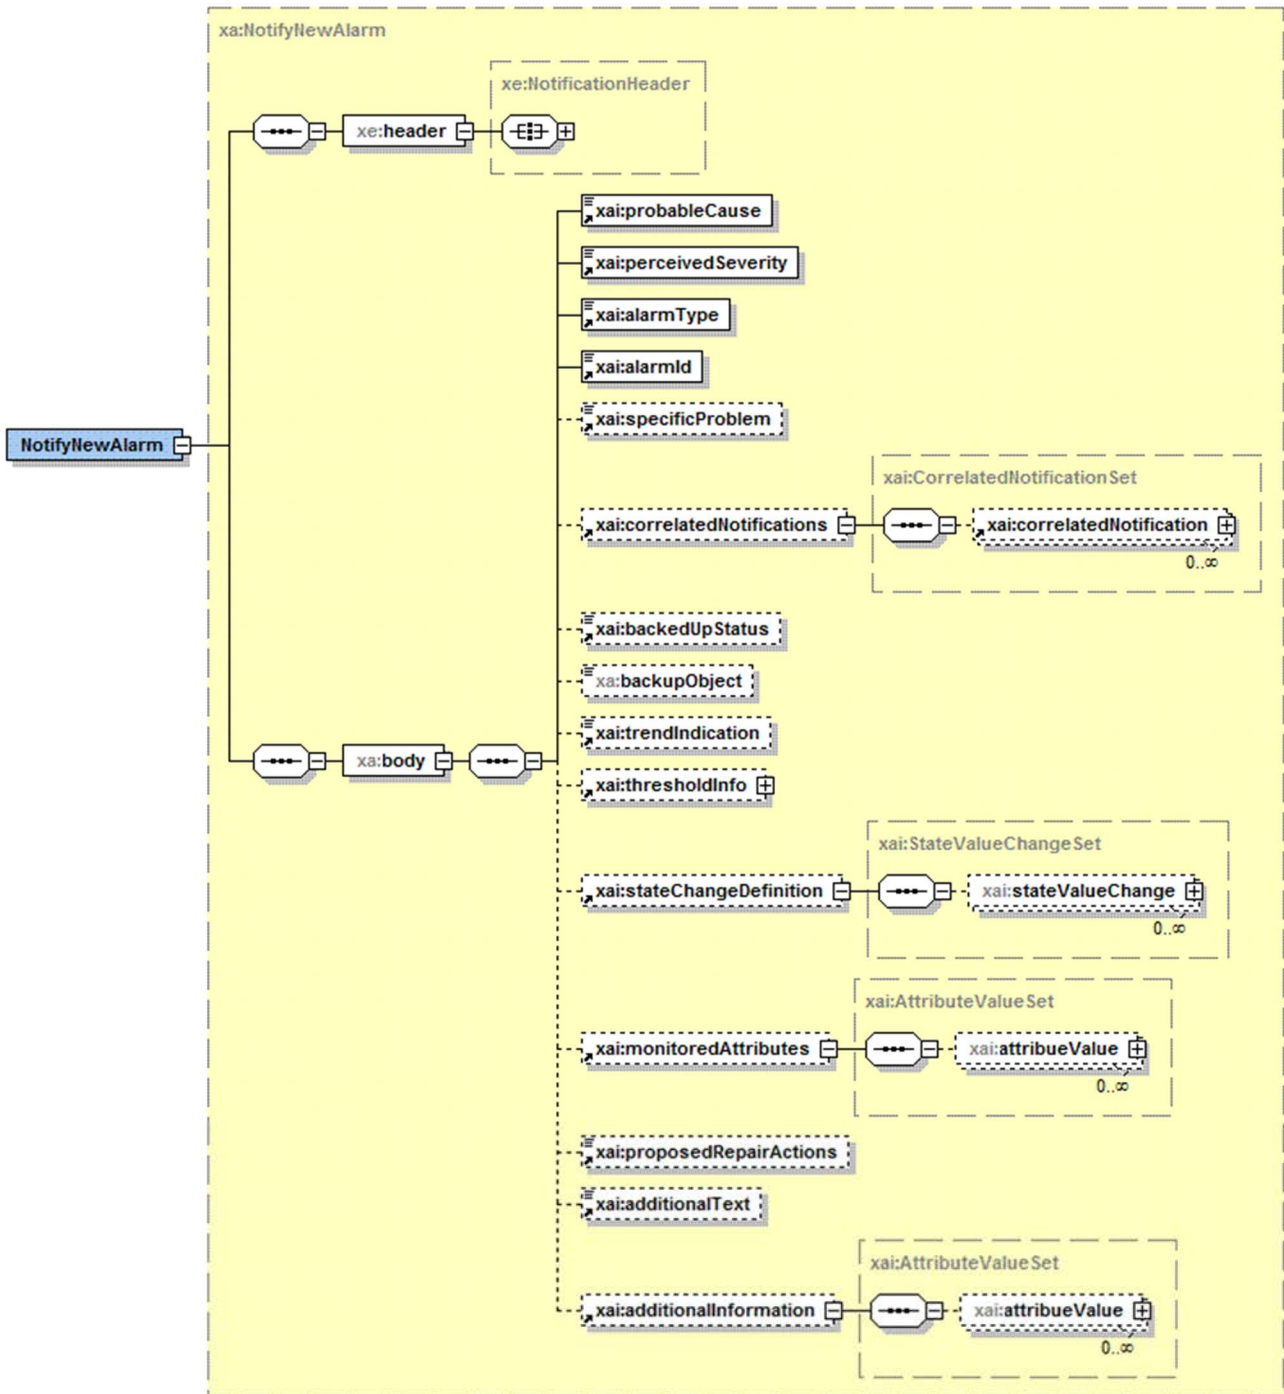 xa:NotifyNewAlarm
xe:NotificationHeader
xe:header
xai:probableCause
xai:perceivedSeverity
xai:alarmType
xai:alarmId
xai:specificProblem
NotifyNewAlarm
xai:CorrelatedNotificationSet
xai:correlatedNotifications
xai:correlatedNotification
0..∞
xai:backedUpStatus
xa:backupObject
xai:trendIndication
xa:body
xai:thresholdInfo
xai:StateValueChangeSet
xai:stateChangeDefinition
xai:stateValueChange
0..∞
xai:AttributeValueSet
xai:monitoredAttributes
xai:attribueValue
0..∞
xai:proposedRepairActions
xai:additionalText
xai:AttributeValueSet
xai:additionalInformation
xai:attribueValue
0..∞